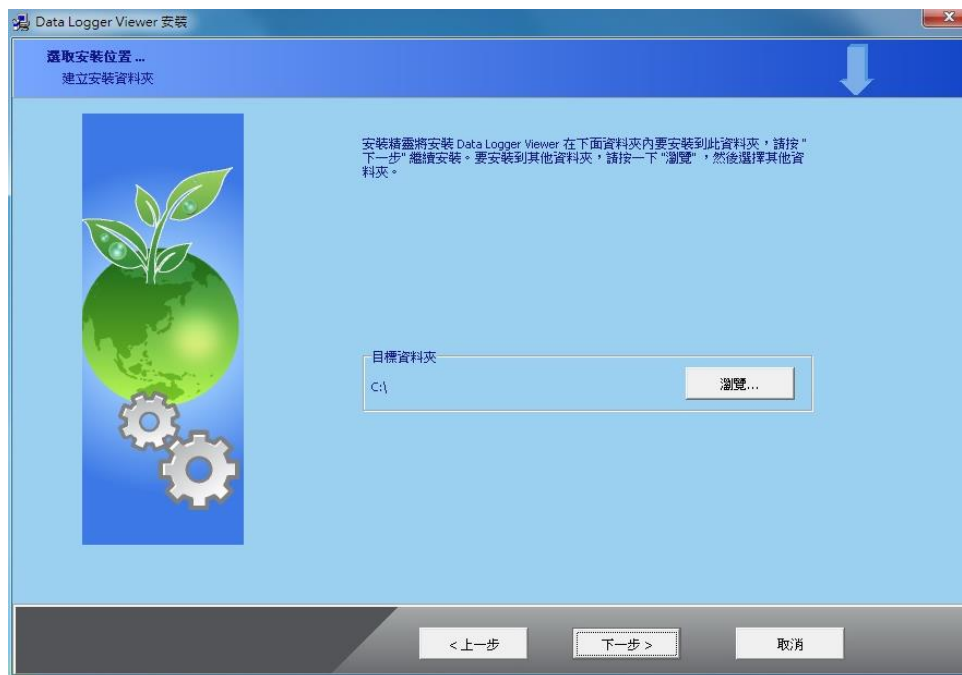 Data Logger Viewer 安裝
選取安裝位置 ...
建立安裝資料夾
安裝精靈將安裝 Data Logger Viewer 在下面資料夾內要安裝到此資料夾，請按 "
下一步" 繼續安裝。要安裝到其他資料夾，請按一下 "瀏覽" ，然後選擇其他資
料夾。
目標資料夾
C:\
瀏覽...
< 上一步
下一步 >
取消